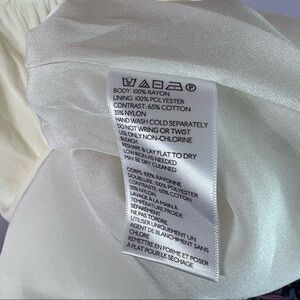 BODY: 100% RAYON
LINING: 100% POLYESTER
CONTRAST: 65% COTTON
35% NYLON
HAND WASH COLD SEPARATELY
DO NOT WRING OR TWIST
USE ONLY NON-CHLORINE
BLEACH
RESHAPE & LAY FLAT TO DRY
LOW IRON AS NEEDED
MAY BE DRY CLEANED
CORPS: 100% RAYONNE
DOUBLURE: 100% POLYESTER
CONTRASTE: 65% COTON
35% NYLON
LAVAGE À LA MAIN À
TEMPÉRATURE FROIDE
SÉPARÉMENT
NE PAS TORDRE
UTILISER UNIQUEMENT UN
AGENT DE BLANCHIMENT SANS
CHLORE
REMETTRE EN FORME ET POSER
À PLAT POUR LE SÉCHAGE